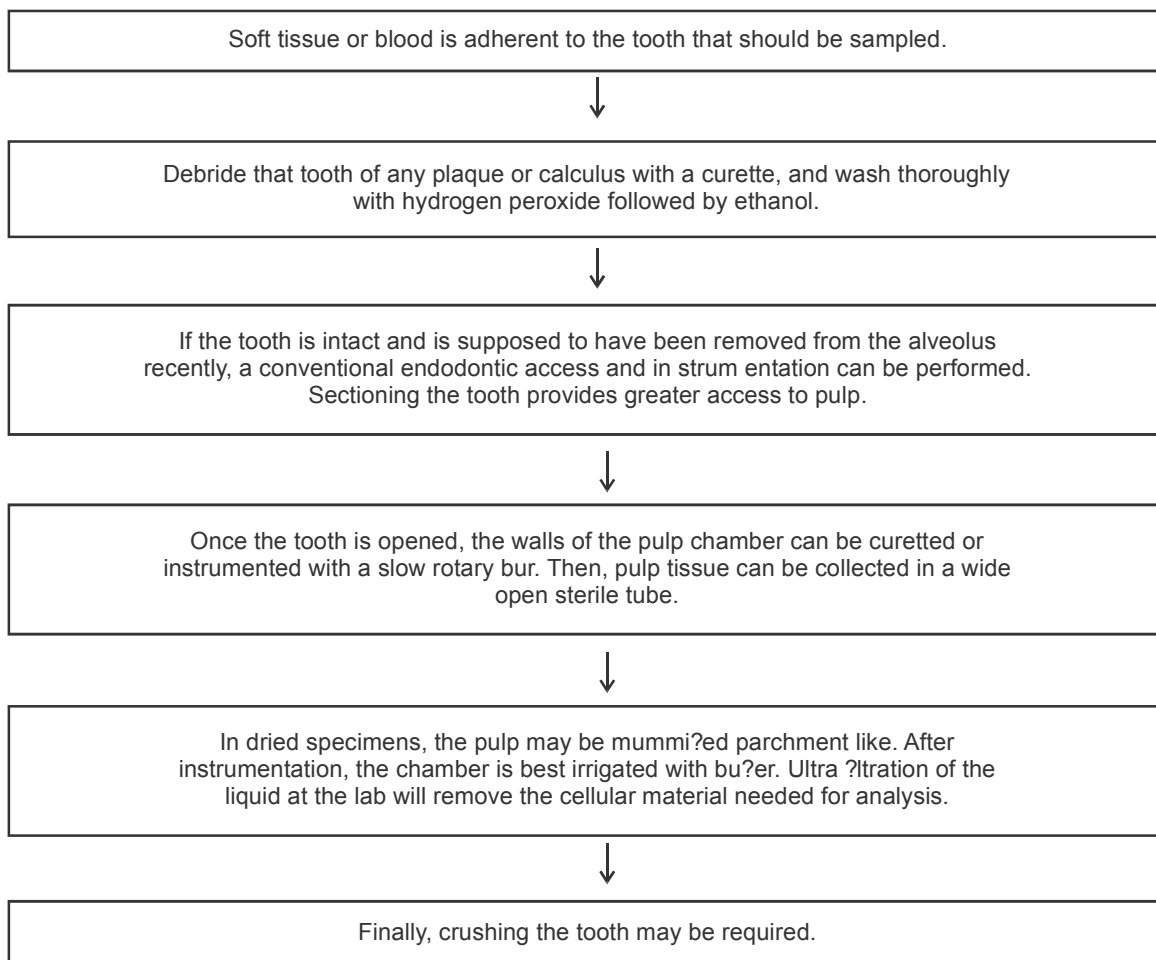 Soft tissue or blood is adherent to the tooth that should be sampled.
Debride that tooth of any plaque or calculus with a curette, and wash thoroughly
with hydrogen peroxide followed by ethanol.
If the tooth is intact and is supposed to have been removed from the alveolus
recently, a conventional endodontic access and in strum entation can be performed.
Sectioning the tooth provides greater access to pulp.
Once the tooth is opened, the walls of the pulp chamber can be curetted or
instrumented with a slow rotary bur. Then, pulp tissue can be collected in a wide
open sterile tube.
In dried specimens, the pulp may be mummi?ed parchment like. After
instrumentation, the chamber is best irrigated with bu?er. Ultra ?ltration of the
liquid at the lab will remove the cellular material needed for analysis.
Finally, crushing the tooth may be required.